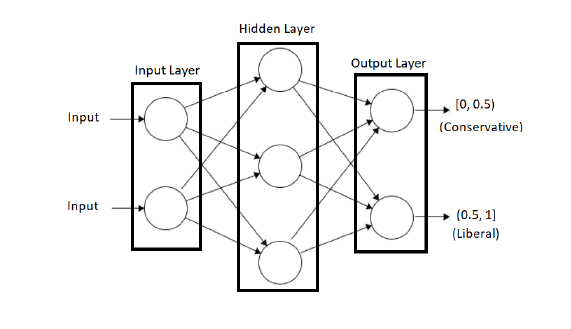 Hidden Layer
Input Layer
Output Layer
Input
[0, 0.5)
(Conservative)
Input
(0.5, 1]
(Liberal)